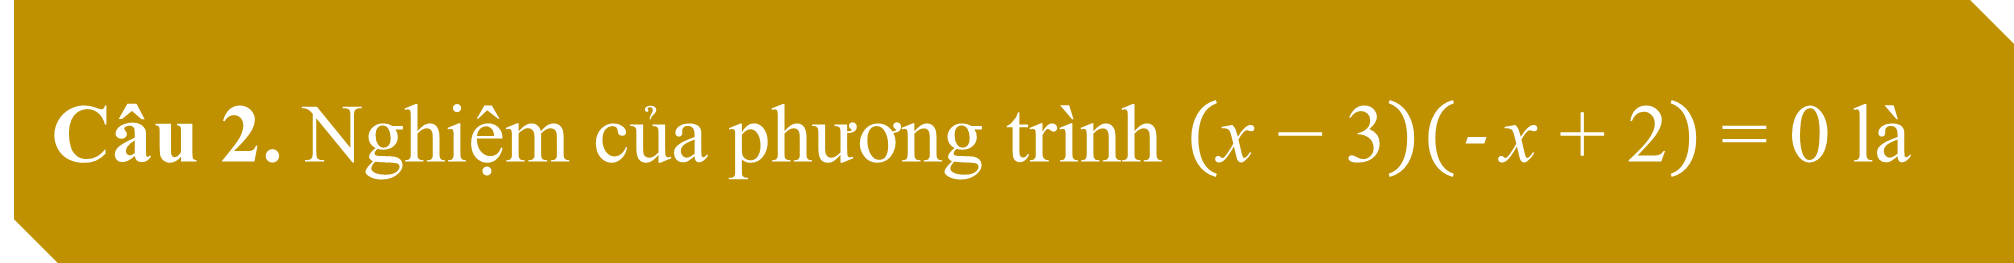 Câu 2. Nghiệm của phương trình (x − 3)(-x + 2) = 0 là